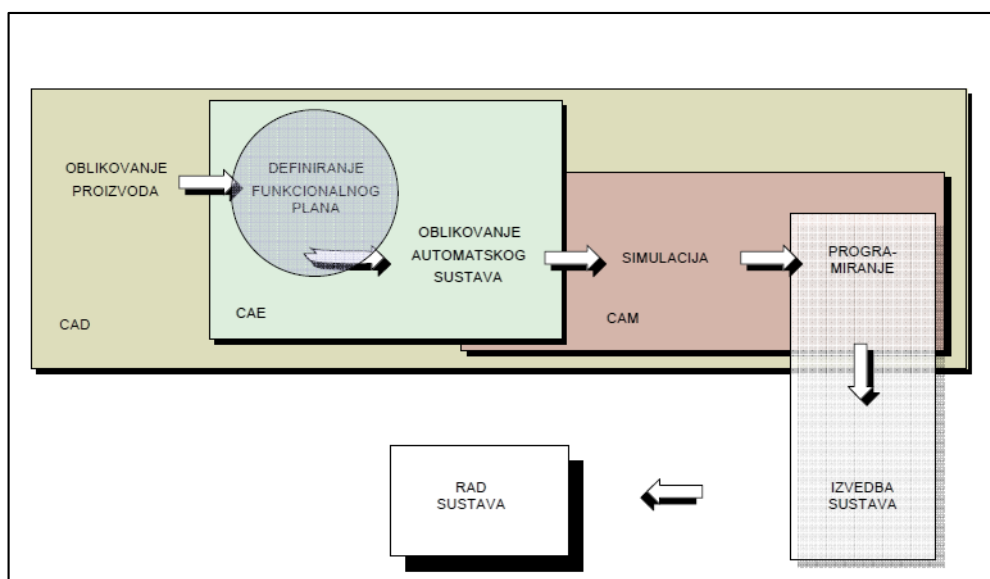 OBLIKOVANJE
PROIZVODA
DEFINIRANJE
FUNKCIONALNOG
PLANA
OBLIKOVANJE
AUTOMATSKOG
SUSTAVA
SIMULACIJA
PROGRA-
MIRANJE
CAD
CAE
CAM
RAD
SUSTAVA
IZVEDBA
SUSTAVA